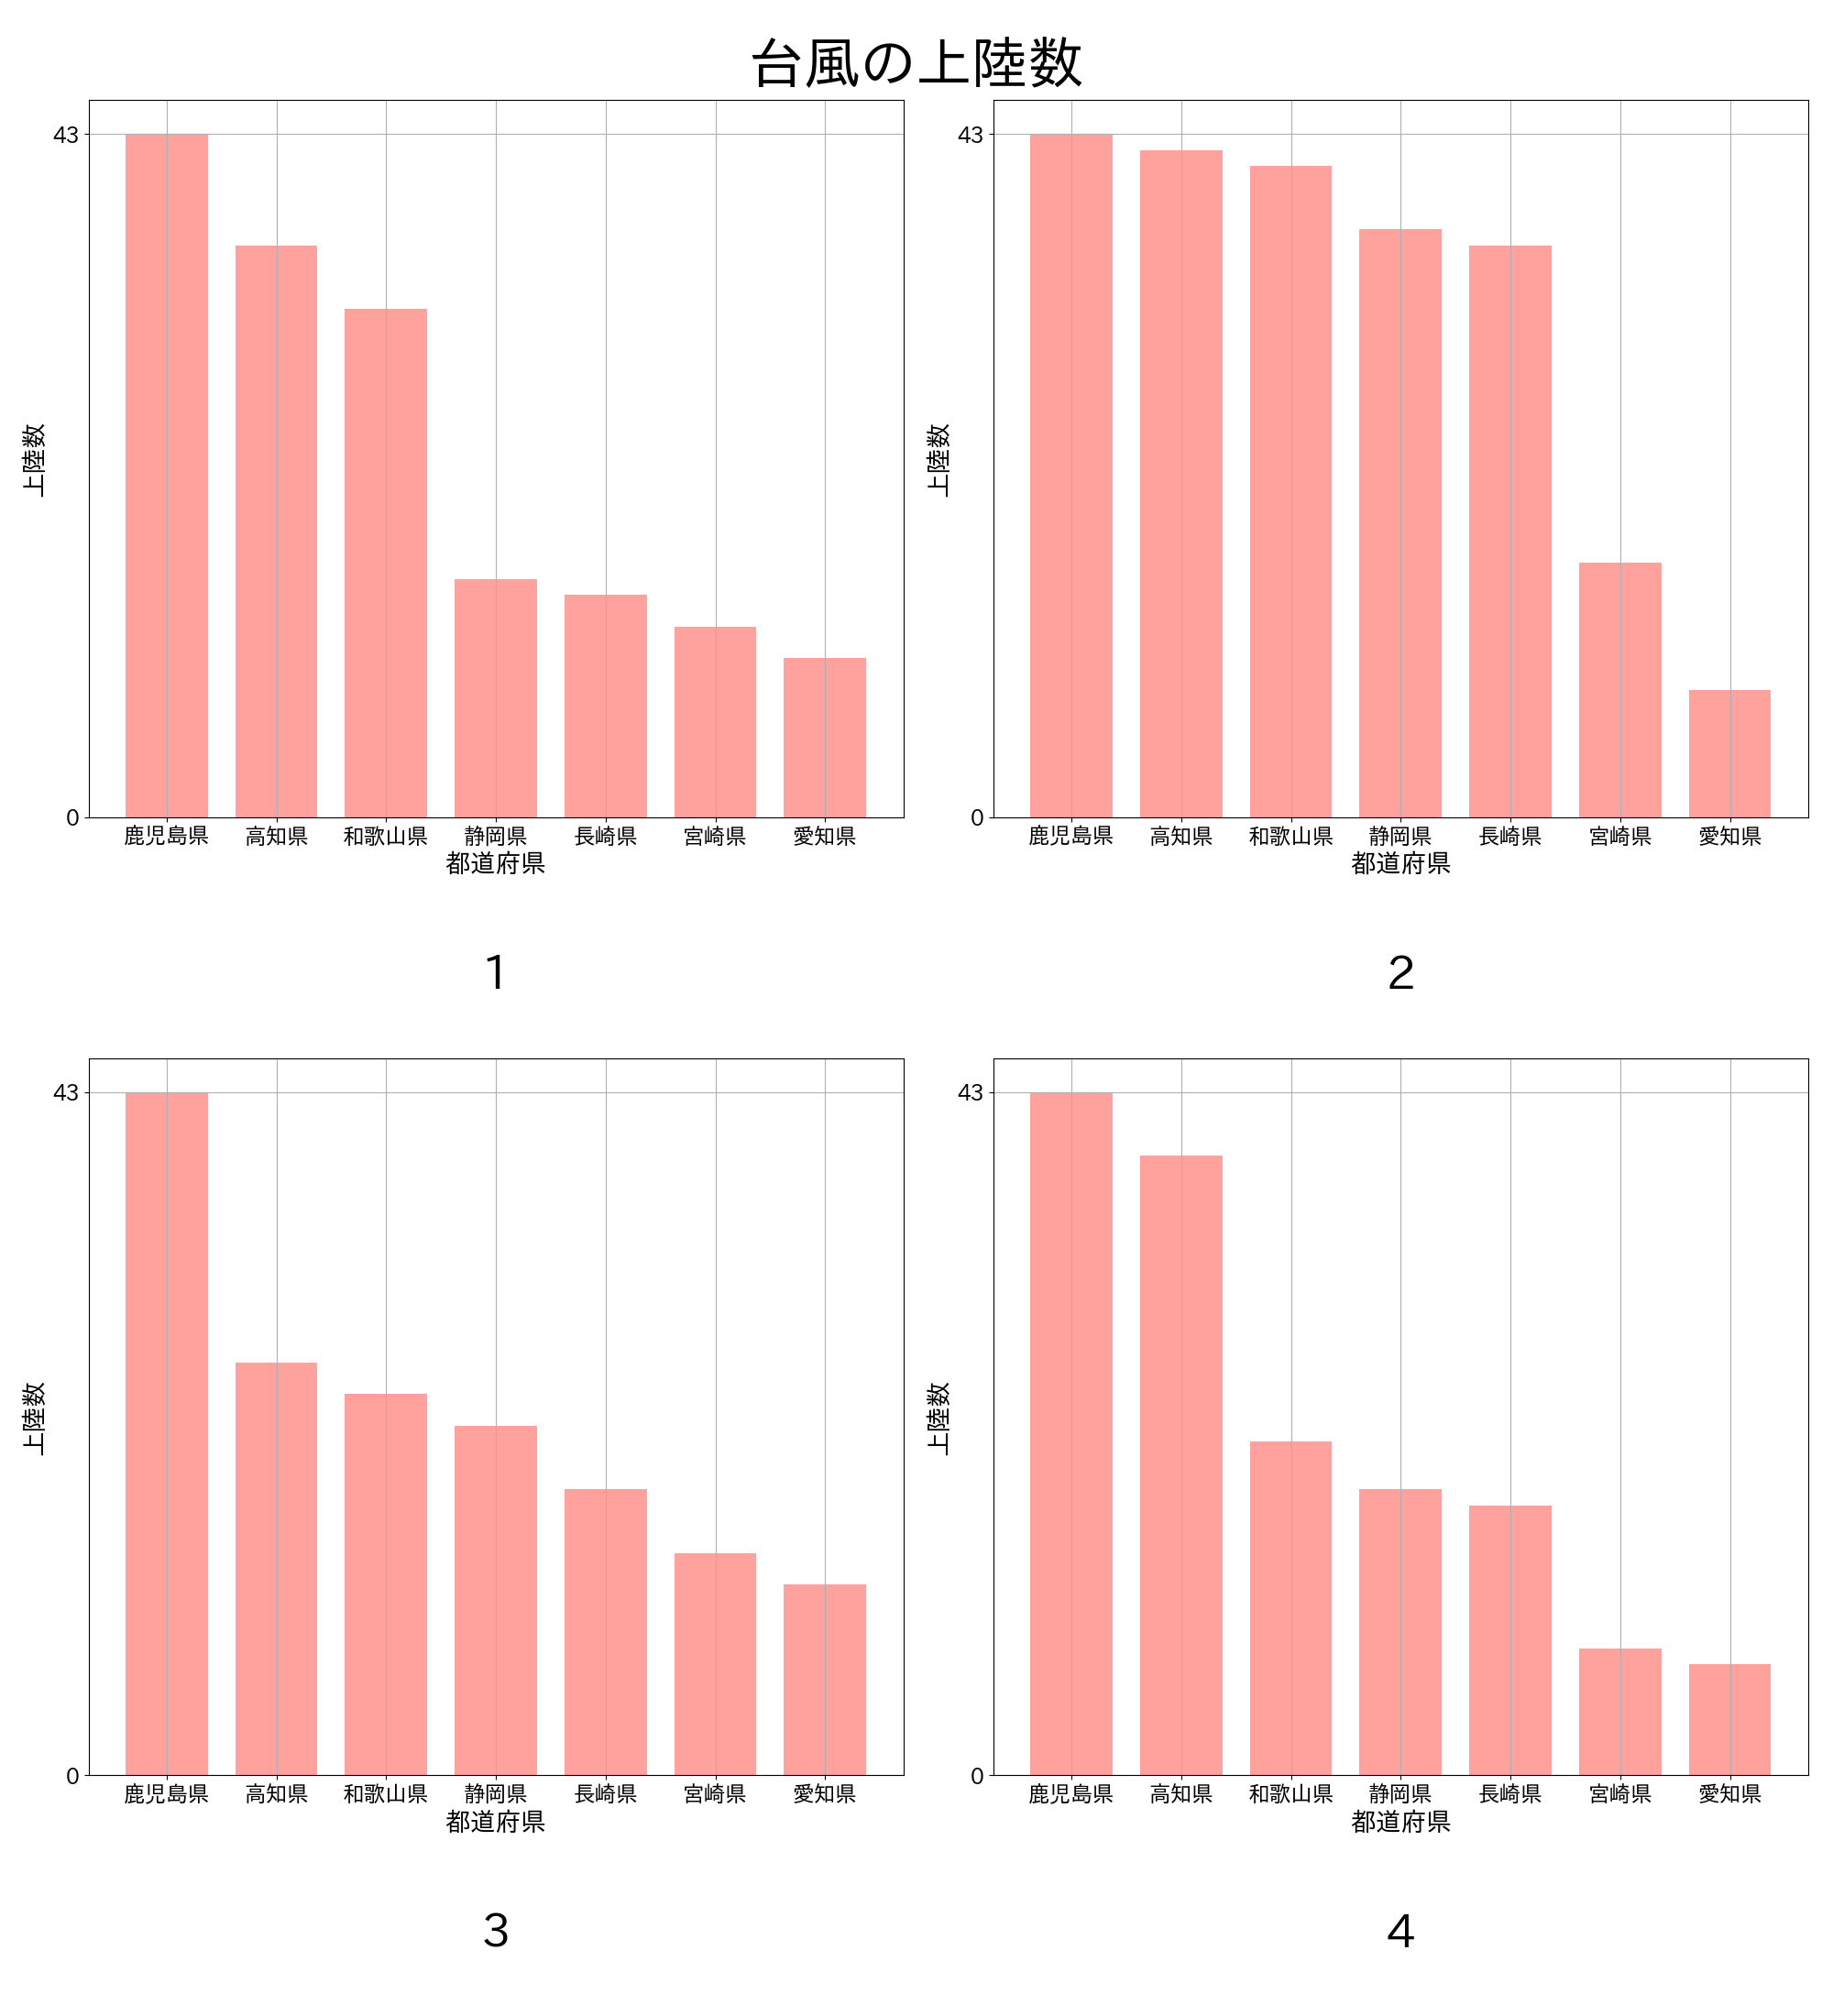 台風の上陸数
43
0
上陸数
鹿児島県 高知県 和歌山県 静岡県 長崎県 宮崎県 愛知県
都道府県
1
43
0
上陸数
鹿児島県 高知県 和歌山県 静岡県 長崎県 宮崎県 愛知県
都道府県
2
43
0
上陸数
鹿児島県 高知県 和歌山県 静岡県 長崎県 宮崎県 愛知県
都道府県
3
43
0
上陸数
鹿児島県 高知県 和歌山県 静岡県 長崎県 宮崎県 愛知県
都道府県
4